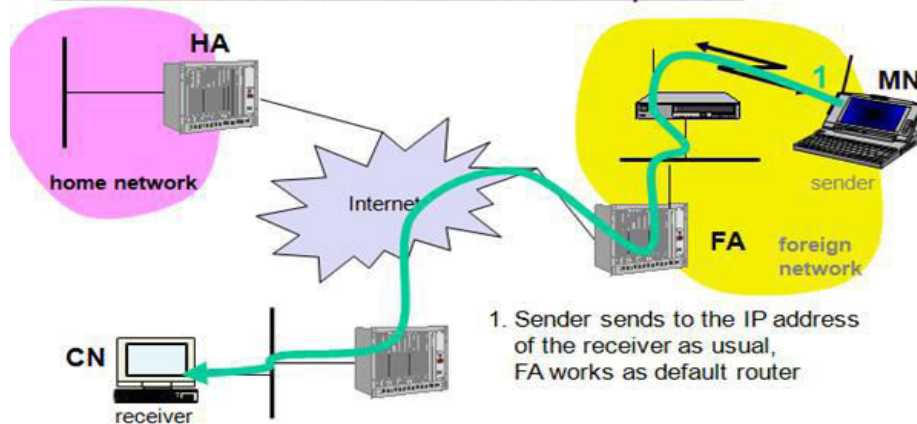 HA
MN
1
home network
Internet
sender
FA
foreign
network
1. Sender sends to the IP address
of the receiver as usual,
FA works as default router
CN
receiver